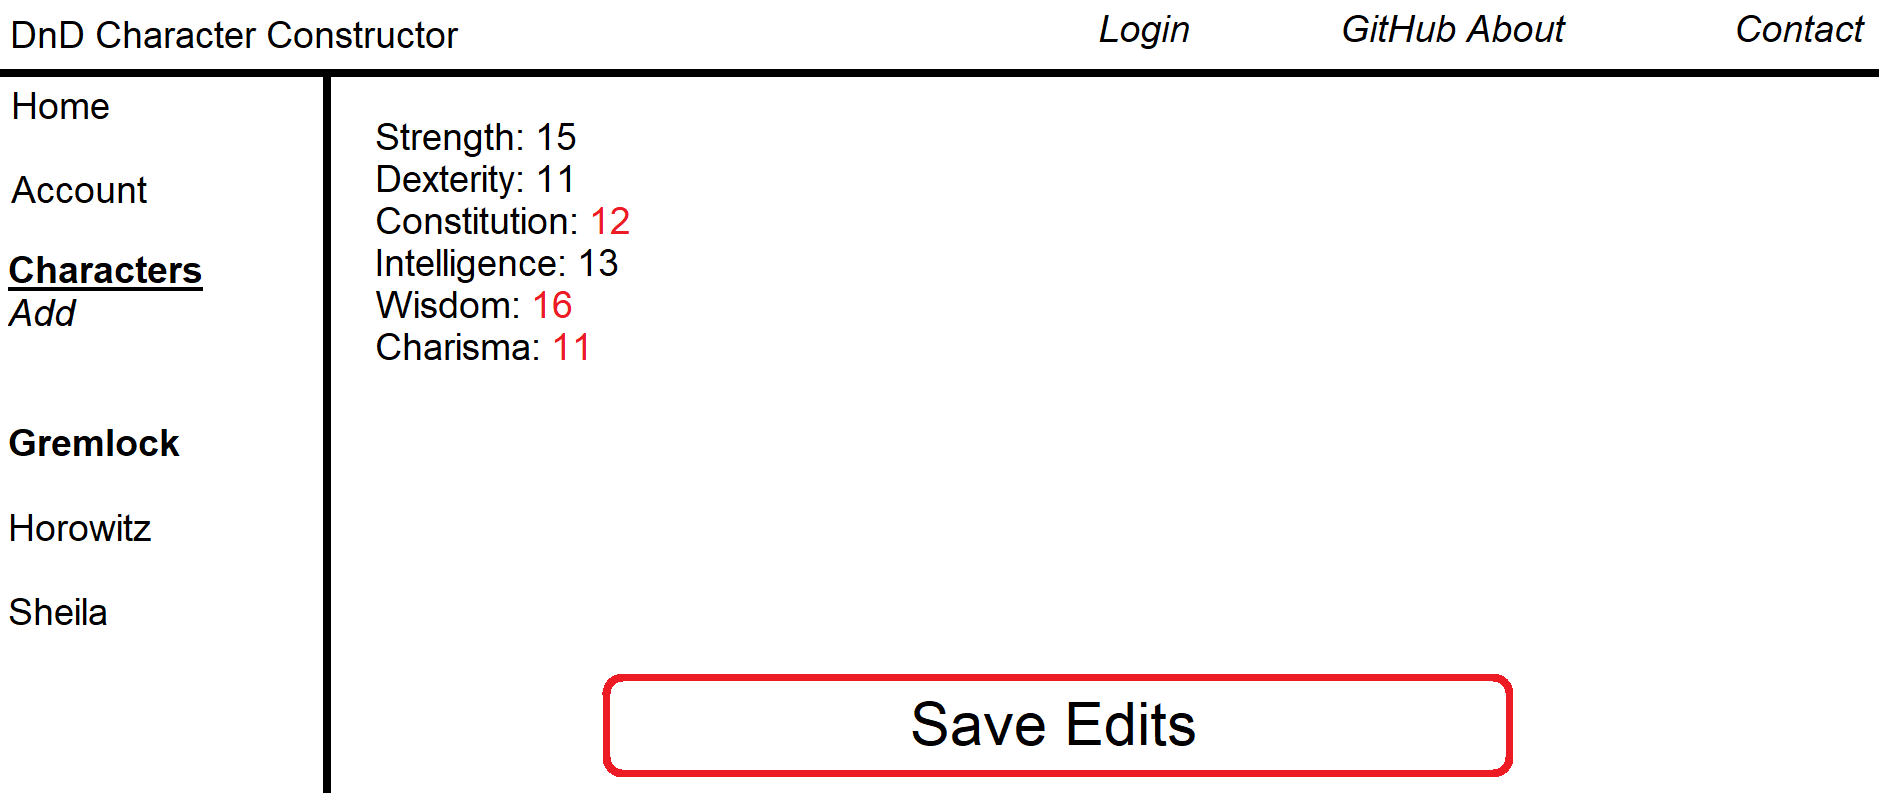 DnD Character Constructor
Login GitHub About Contact
Home
Account
Characters
Add
Gremlock
Horowitz
Sheila
Strength: 15
Dexterity: 11
Constitution: 12
Intelligence: 13
Wisdom: 16
Charisma: 11
Save Edits